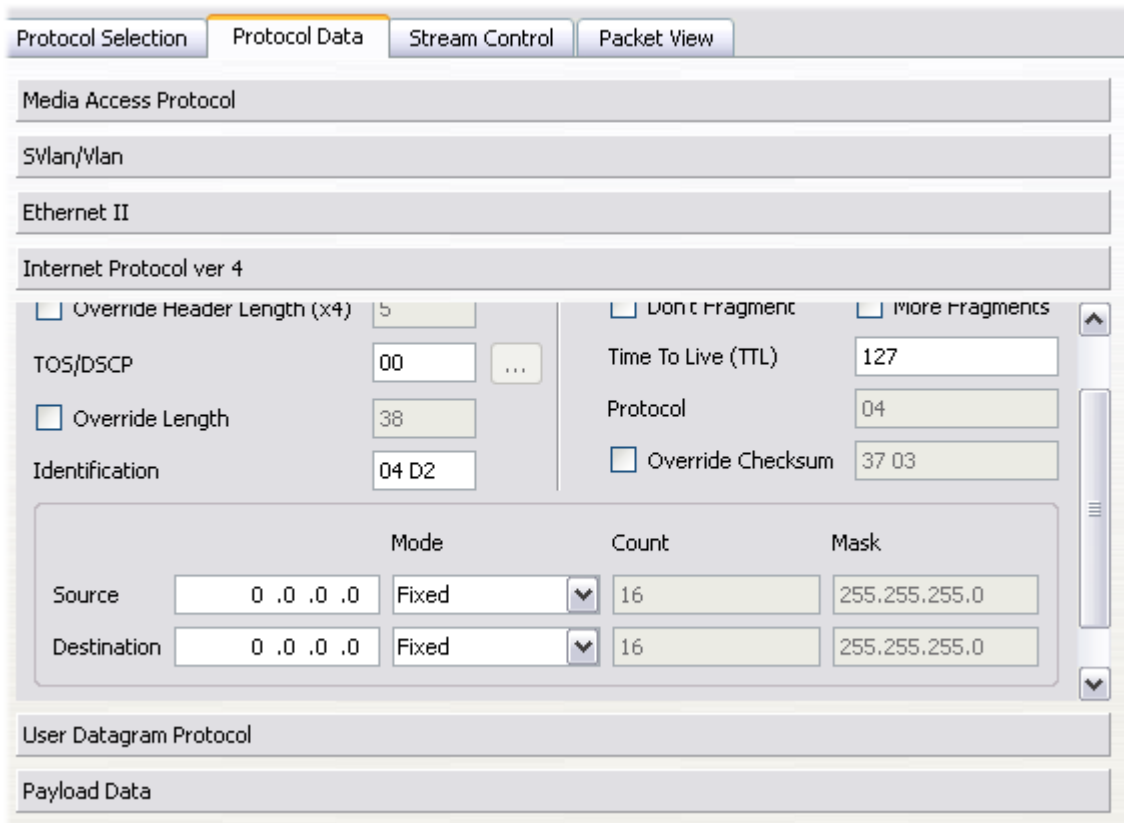 Protocol Selection Protocol Data Stream Control Packet View
Media Access Protocol
SVlan/Vlan
Ethernet II
Internet Protocol ver 4
Override Header Length (x4) 5 Don't Fragment More Fragments
TOS/DSCP 00 ... Time To Live (TTL) 127
Override Length 38 Protocol 04
Identification 04 D2 Override Checksum 37 03
Mode Count Mask
Source 0 .0 .0 .0 Fixed 16 255.255.255.0
Destination 0 .0 .0 .0 Fixed 16 255.255.255.0
User Datagram Protocol
Payload Data